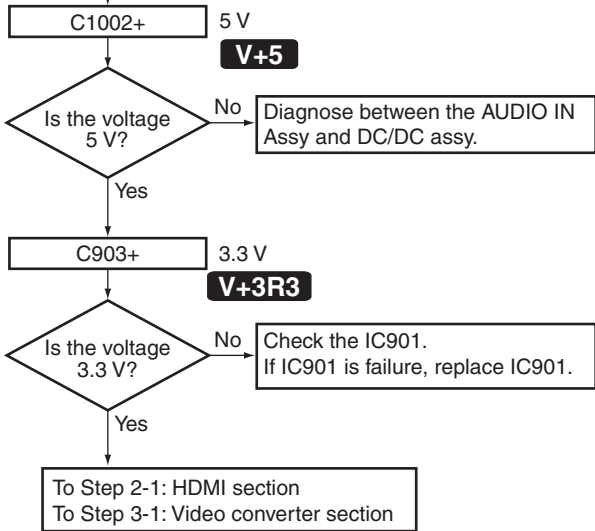 C1002+ 5 V
V+5
Is the voltage
5 V?
No
Diagnose between the AUDIO IN
Assy and DC/DC assy.
Yes
C903+ 3.3 V
V+3R3
Is the voltage
3.3 V?
No
Check the IC901.
If IC901 is failure, replace IC901.
Yes
To Step 2-1: HDMI section
To Step 3-1: Video converter section